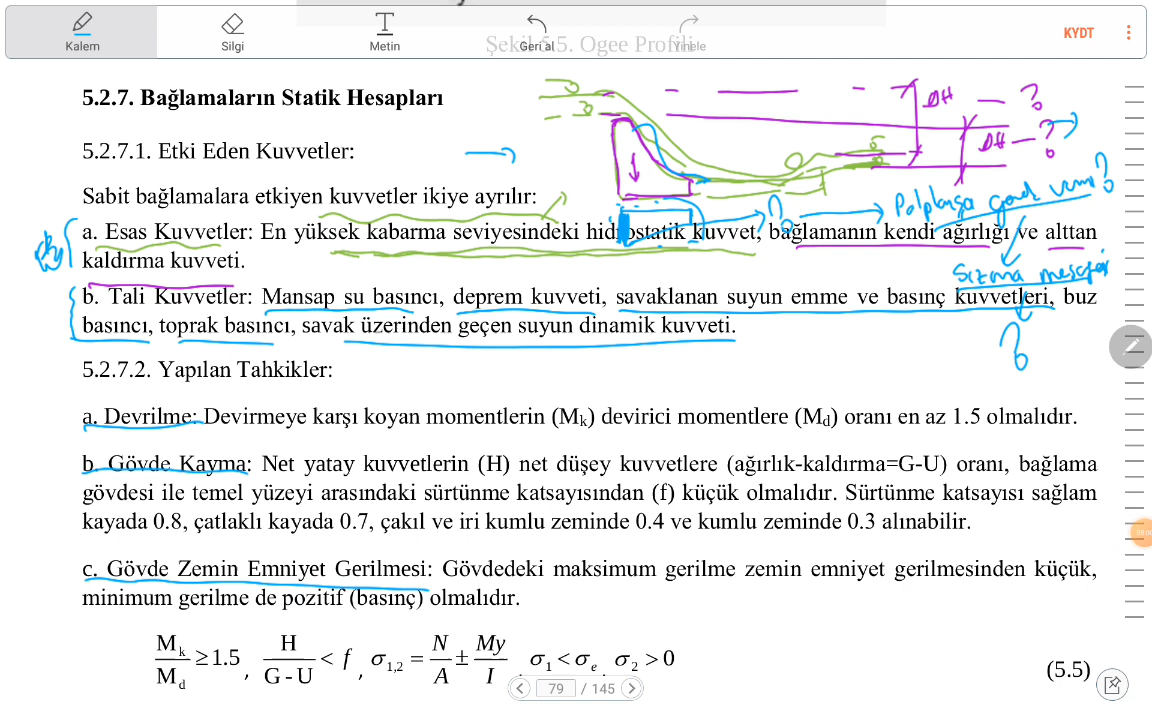 Kalem
Silgi
Metin
Geri al
Yinele
KYDT
Şekil 5.5. Ogee Profili
5.2.7. Bağlamaların Statik Hesapları
ΔH — ?
ΔH — ?
5.2.7.1. Etki Eden Kuvvetler:
Sabit bağlamalara etkiyen kuvvetler ikiye ayrılır:
Palplanşa gerek var mı?
a. Esas Kuvvetler: En yüksek kabarma seviyesindeki hidrostatik kuvvet, bağlamanın kendi ağırlığı ve alttan
kaldırma kuvveti.
Sızma mesafesi
?
b. Tali Kuvvetler: Mansap su basıncı, deprem kuvveti, savaklanan suyun emme ve basınç kuvvetleri, buz
basıncı, toprak basıncı, savak üzerinden geçen suyun dinamik kuvveti.
5.2.7.2. Yapılan Tahkikler:
a. Devrilme: Devirmeye karşı koyan momentlerin (Mk) devirici momentlere (Md) oranı en az 1.5 olmalıdır.
b. Gövde Kayma: Net yatay kuvvetlerin (H) net düşey kuvvetlere (ağırlık-kaldırma=G-U) oranı, bağlama
gövdesi ile temel yüzeyi arasındaki sürtünme katsayısından (f) küçük olmalıdır. Sürtünme katsayısı sağlam
kayada 0.8, çatlaklı kayada 0.7, çakıl ve iri kumlu zeminde 0.4 ve kumlu zeminde 0.3 alınabilir.
c. Gövde Zemin Emniyet Gerilmesi: Gövdedeki maksimum gerilme zemin emniyet gerilmesinden küçük,
minimum gerilme de pozitif (basınç) olmalıdır.
Mk/Md ≥ 1.5 , H/(G - U) < f , σ1,2 = N/A ± My/I , σ1 < σe , σ2 > 0 (5.5)
79 / 145